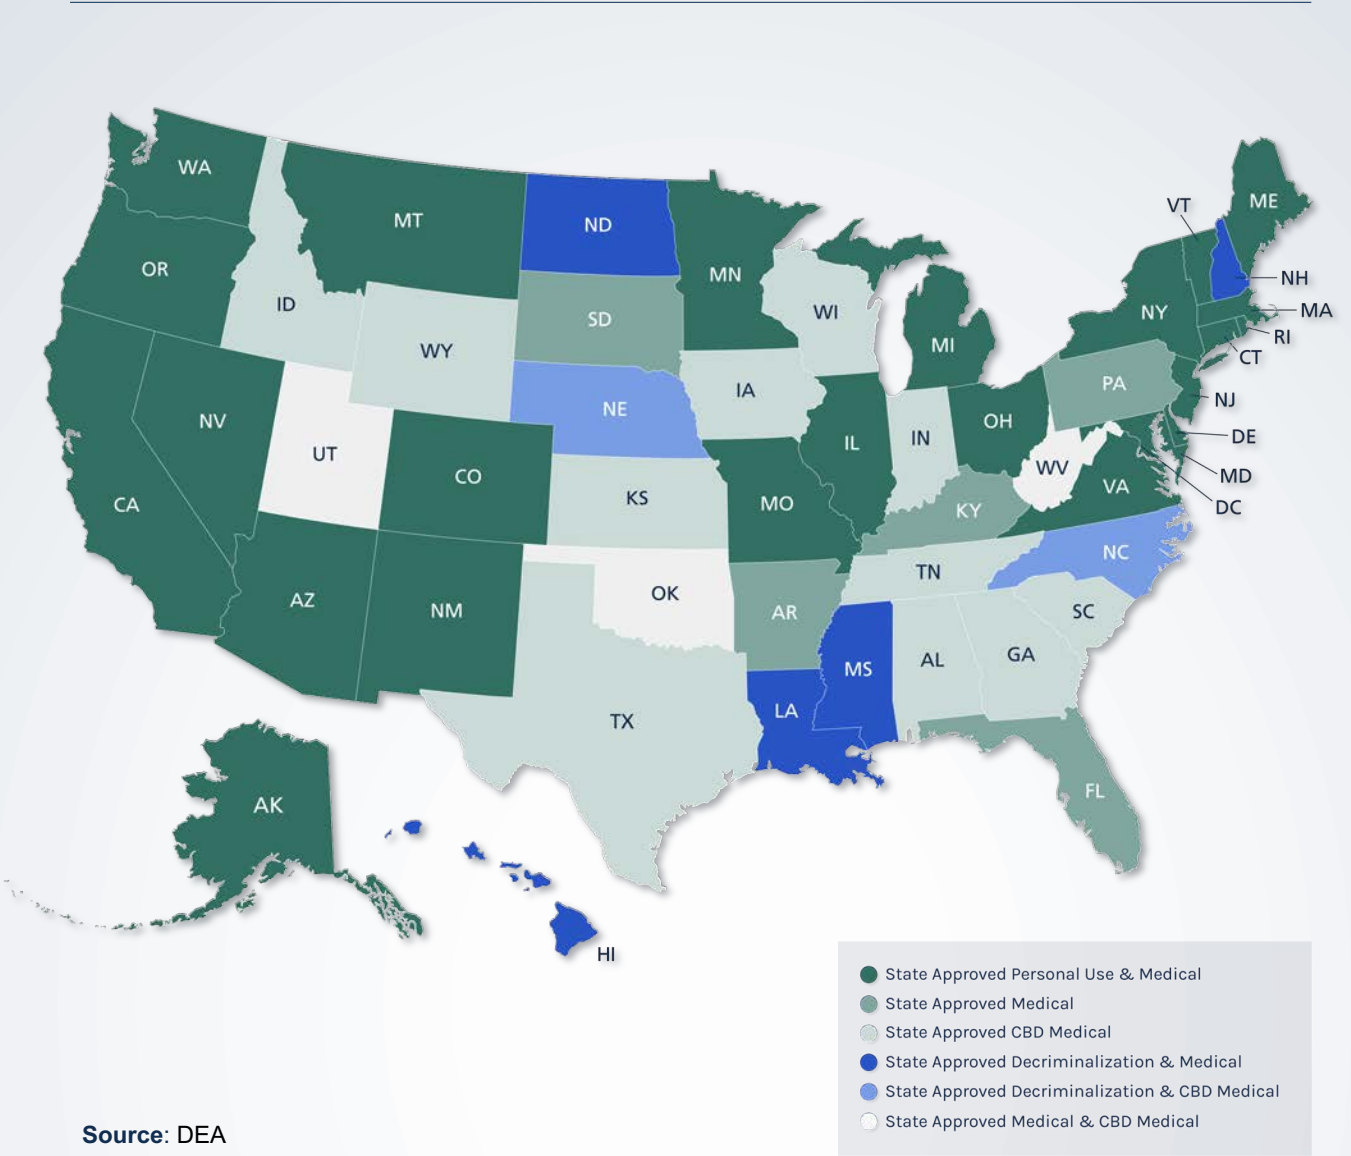 WA
MT
ND
MN
VT
ME
OR
ID
SD
WI
NY
NH
MA
RI
CT
WY
MI
PA
NV
UT
NE
IA
IL
IN
OH
NJ
DE
MD
DC
CA
CO
KS
MO
KY
WV
VA
NC
TN
AZ
NM
OK
AR
SC
MS
AL
GA
TX
LA
FL
AK
HI
State Approved Personal Use & Medical
State Approved Medical
State Approved CBD Medical
State Approved Decriminalization & Medical
State Approved Decriminalization & CBD Medical
State Approved Medical & CBD Medical
Source: DEA